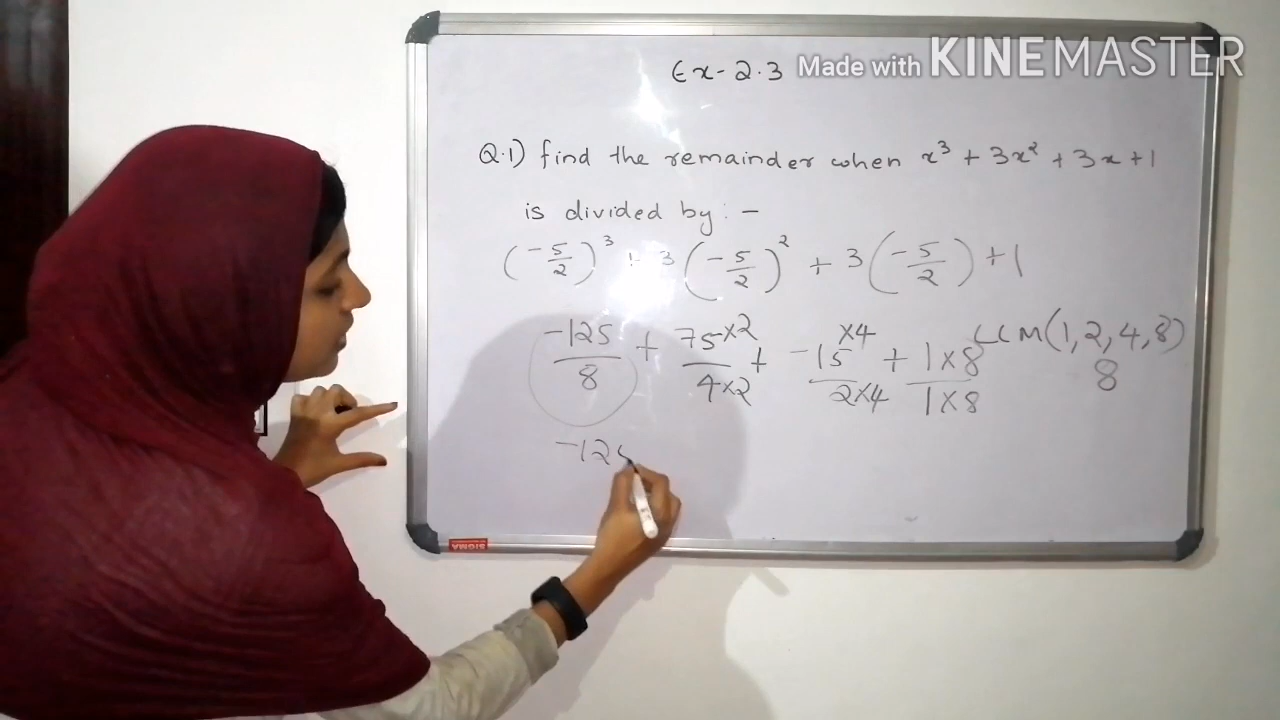 Ex-2.3
Made with KINEMASTER
Q.1) find the remainder when x³ + 3x² + 3x + 1
is divided by :-
(-5/2)³ + 3(-5/2)² + 3(-5/2) + 1
-125/8 + 75×2/4×2 + -15×4/2×4 + 1×8/1×8 LCM(1,2,4,8)
8
-125
SIGMA